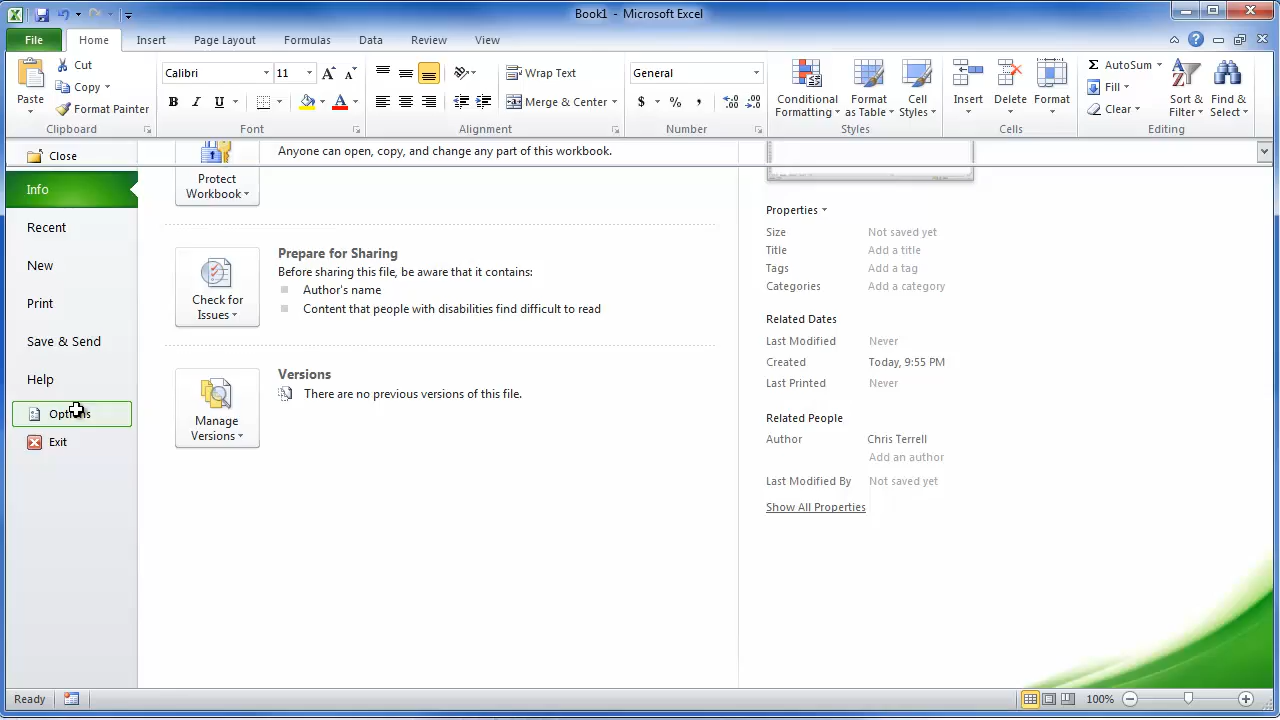 Book1 - Microsoft Excel
File Home Insert Page Layout Formulas Data Review View
Paste
Cut
Copy
Format Painter
Clipboard
Calibri 11
B I U
Font
Wrap Text
Merge & Center
Alignment
General
$ %
Number
Conditional Formatting
Format as Table
Cell Styles
Styles
Insert Delete Format
Cells
Σ AutoSum
Fill
Clear
Sort & Filter
Find & Select
Editing
Close
Info
Recent
New
Print
Save & Send
Help
Options
Exit
Anyone can open, copy, and change any part of this workbook.
Protect
Workbook
Check for
Issues
Prepare for Sharing
Before sharing this file, be aware that it contains:
Author's name
Content that people with disabilities find difficult to read
Manage
Versions
Versions
There are no previous versions of this file.
Properties
Size Not saved yet
Title Add a title
Tags Add a tag
Categories Add a category
Related Dates
Last Modified Never
Created Today, 9:55 PM
Last Printed Never
Related People
Author Chris Terrell
Add an author
Last Modified By Not saved yet
Show All Properties
Ready
100%